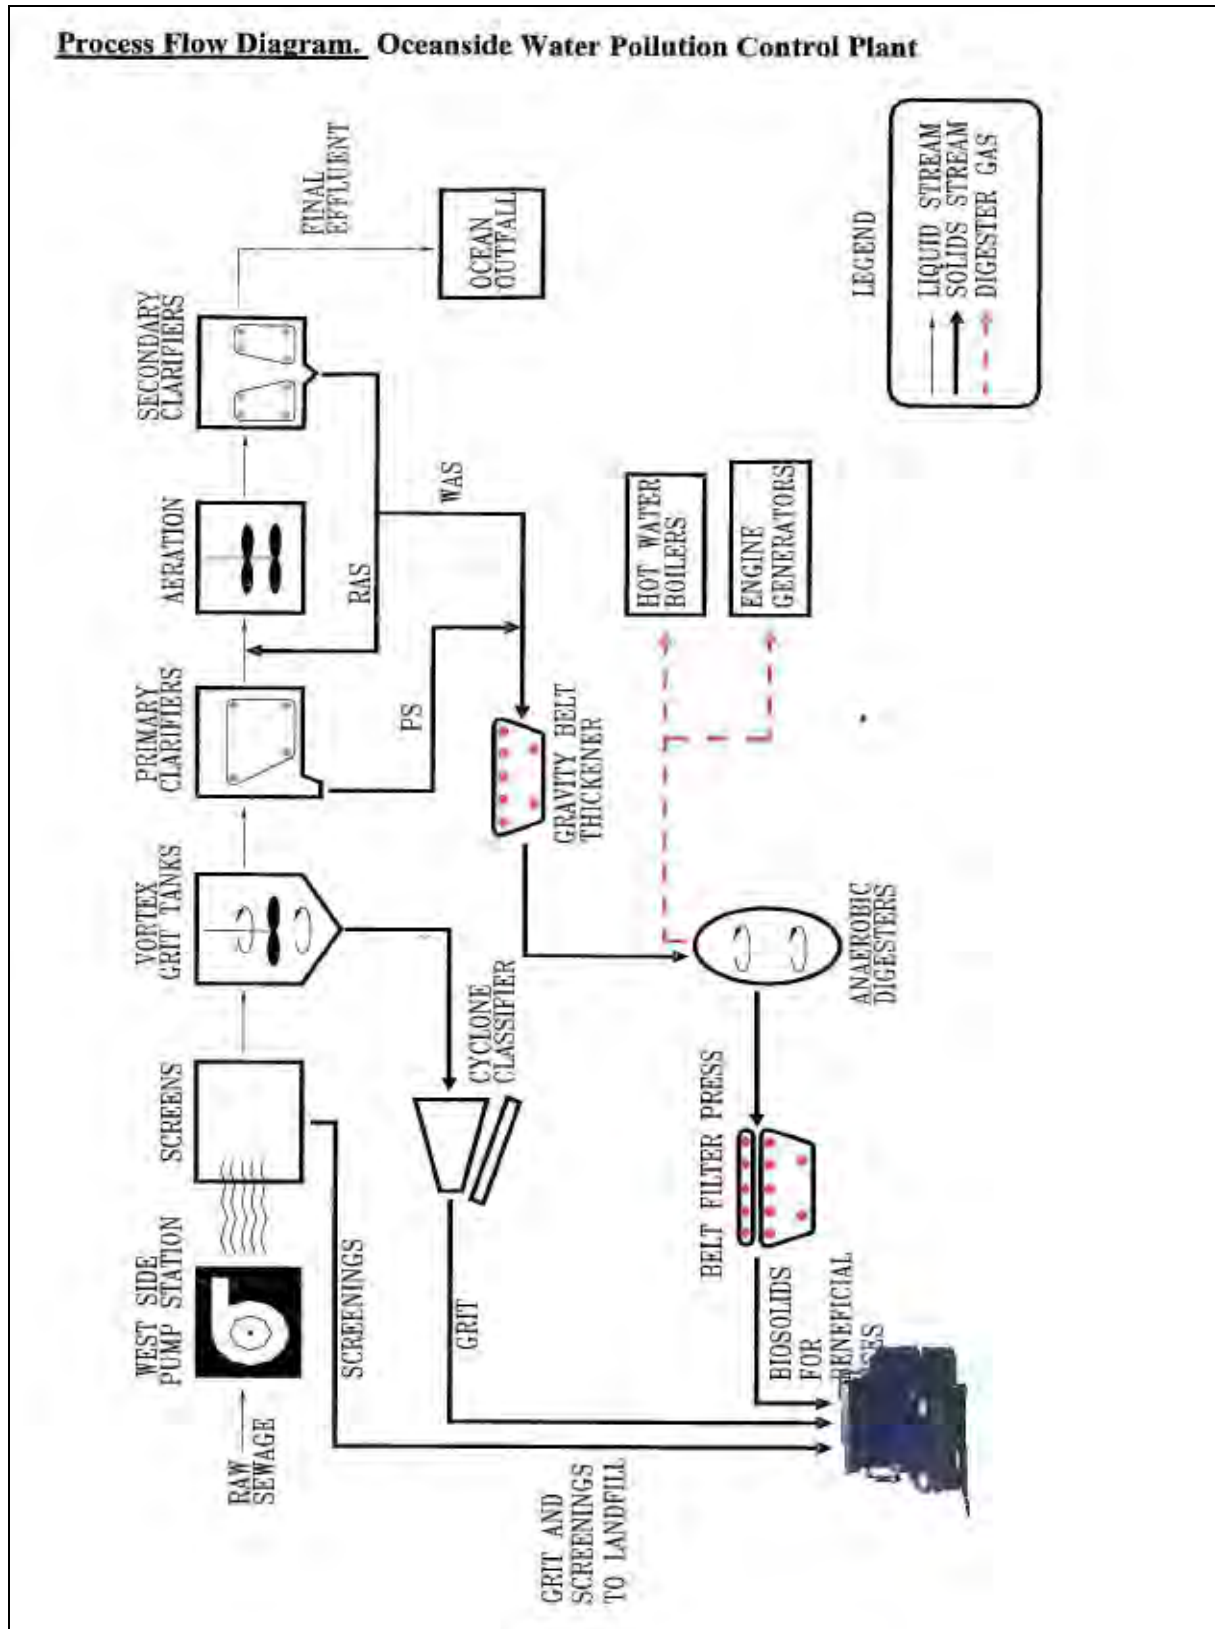 Process Flow Diagram. Oceanside Water Pollution Control Plant
RAW
SEWAGE
WEST SIDE
PUMP STATION
SCREENS
VORTEX
GRIT TANKS
PRIMARY
CLARIFIERS
AERATION
SECONDARY
CLARIFIERS
FINAL
EFFLUENT
OCEAN
OUTFALL
SCREENINGS
GRIT
CYCLONE
CLASSIFIER
PS
RAS
WAS
GRAVITY BELT
THICKENER
GRIT AND
SCREENINGS
TO LANDFILL
BIOSOLIDS
FOR
BENEFICIAL
BELT FILTER PRESS
ANAEROBIC
DIGESTERS
HOT WATER
BOILERS
ENGINE
GENERATORS
LEGEND
LIQUID STREAM
SOLIDS STREAM
DIGESTER GAS